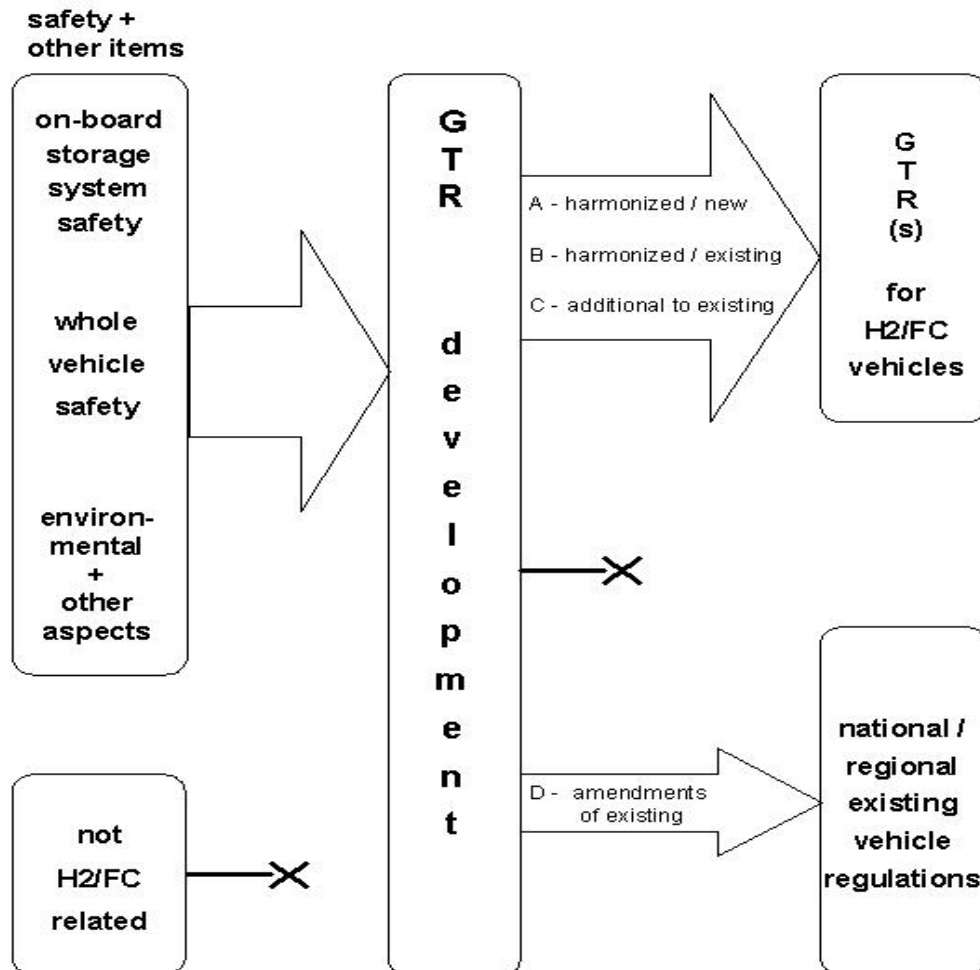 safety +
other items
on-board
storage
system
safety
whole
vehicle
safety
environ-
mental
+
other
aspects
not
H2/FC
related
G
T
R
d
e
v
e
l
o
p
m
e
n
t
A - harmonized / new
B - harmonized / existing
C - additional to existing
D - amendments
of existing
G
T
R
(s)
for
H2/FC
vehicles
national /
regional
existing
vehicle
regulations